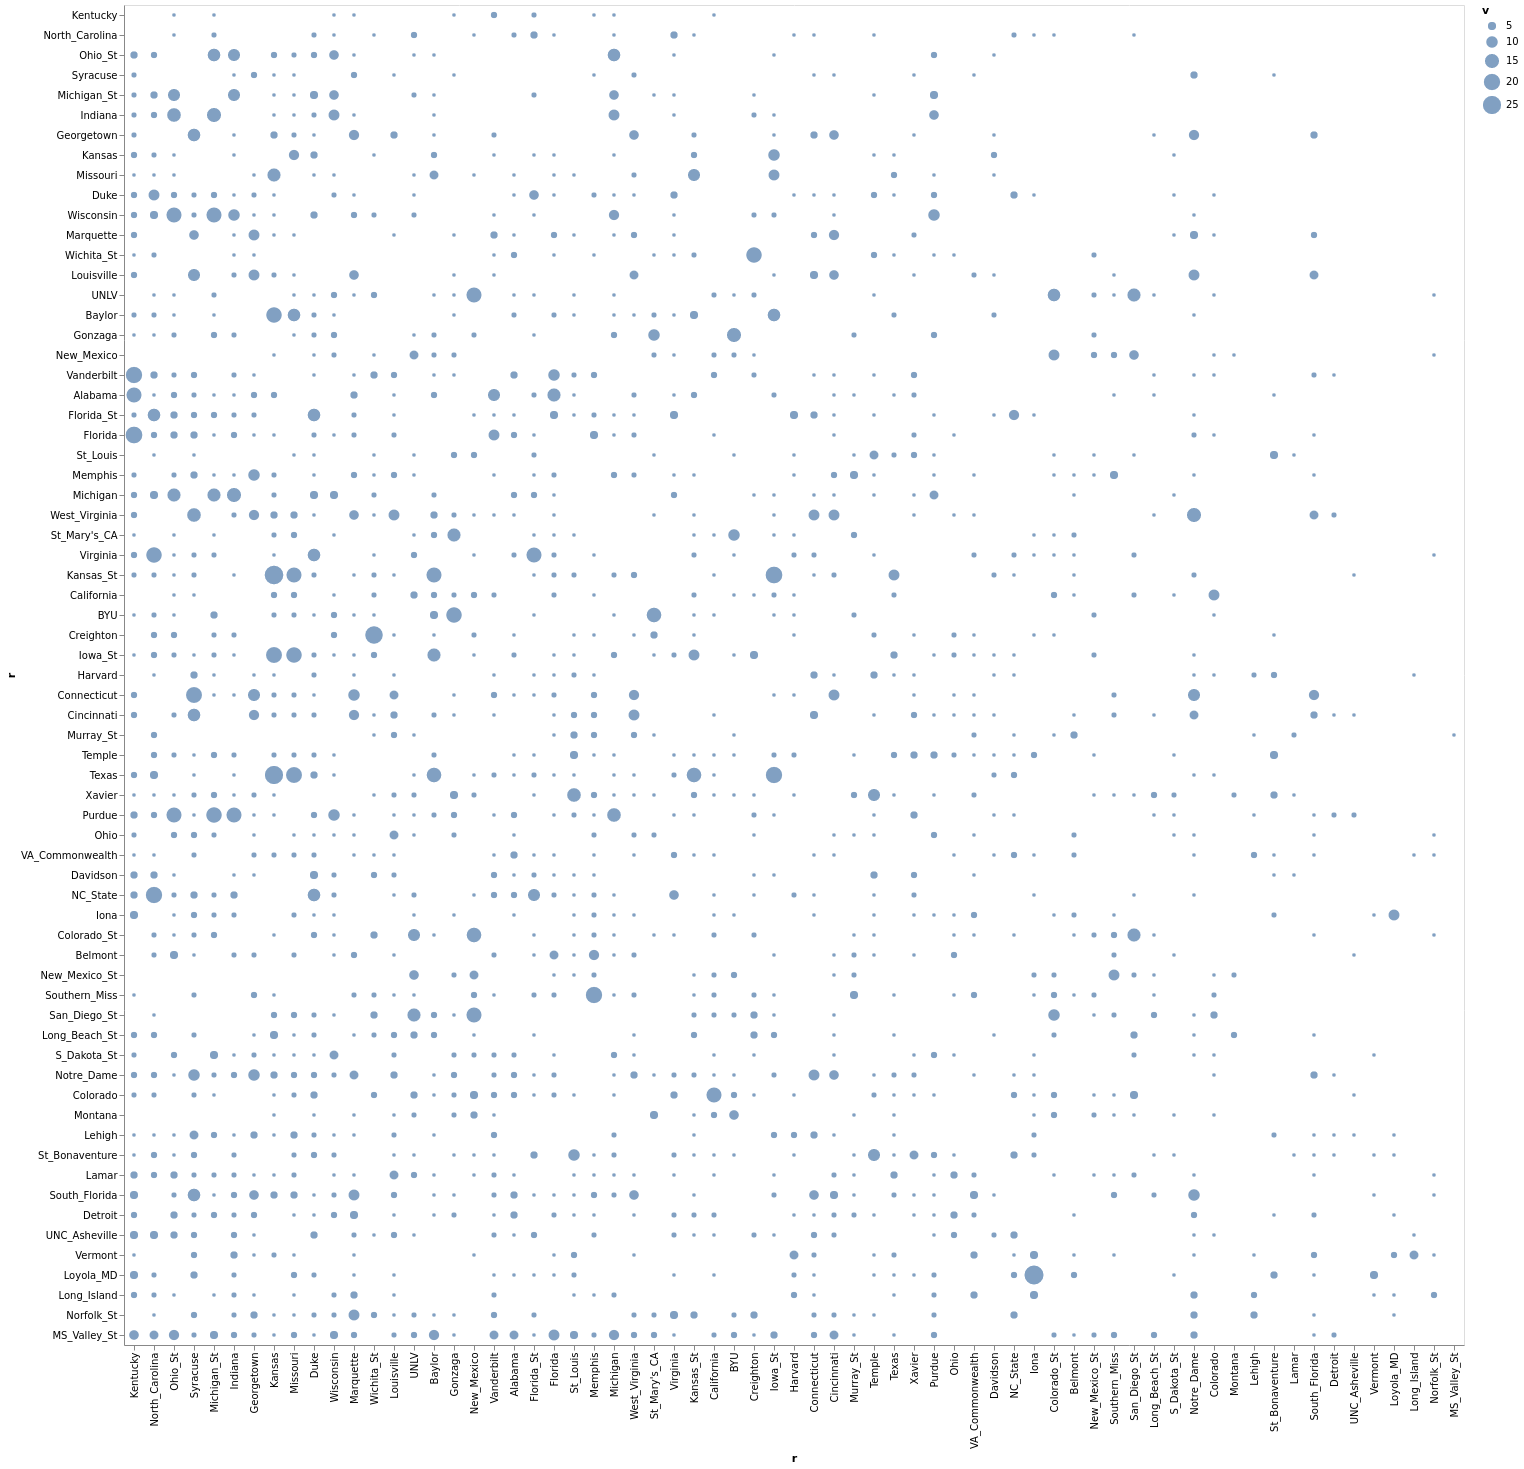 v
5
10
15
20
25
Kentucky
North_Carolina
Ohio_St
Syracuse
Michigan_St
Indiana
Georgetown
Kansas
Missouri
Duke
Wisconsin
Marquette
Wichita_St
Louisville
UNLV
Baylor
Gonzaga
New_Mexico
Vanderbilt
Alabama
Florida_St
Florida
St_Louis
Memphis
Michigan
West_Virginia
St_Mary's_CA
Virginia
Kansas_St
California
BYU
Creighton
Iowa_St
Harvard
Connecticut
Cincinnati
Murray_St
Temple
Texas
Xavier
Purdue
Ohio
VA_Commonwealth
Davidson
NC_State
Iona
Colorado_St
Belmont
New_Mexico_St
Southern_Miss
San_Diego_St
Long_Beach_St
S_Dakota_St
Notre_Dame
Colorado
Montana
Lehigh
St_Bonaventure
Lamar
South_Florida
Detroit
UNC_Asheville
Vermont
Loyola_MD
Long_Island
Norfolk_St
MS_Valley_St
r
Kentucky
North_Carolina
Ohio_St
Syracuse
Michigan_St
Indiana
Georgetown
Kansas
Missouri
Duke
Wisconsin
Marquette
Wichita_St
Louisville
UNLV
Baylor
Gonzaga
New_Mexico
Vanderbilt
Alabama
Florida_St
Florida
St_Louis
Memphis
Michigan
West_Virginia
St_Mary's_CA
Virginia
Kansas_St
California
BYU
Creighton
Iowa_St
Harvard
Connecticut
Cincinnati
Murray_St
Temple
Texas
Xavier
Purdue
Ohio
VA_Commonwealth
Davidson
NC_State
Iona
Colorado_St
Belmont
New_Mexico_St
Southern_Miss
San_Diego_St
Long_Beach_St
S_Dakota_St
Notre_Dame
Colorado
Montana
Lehigh
St_Bonaventure
Lamar
South_Florida
Detroit
UNC_Asheville
Vermont
Loyola_MD
Long_Island
Norfolk_St
MS_Valley_St
r